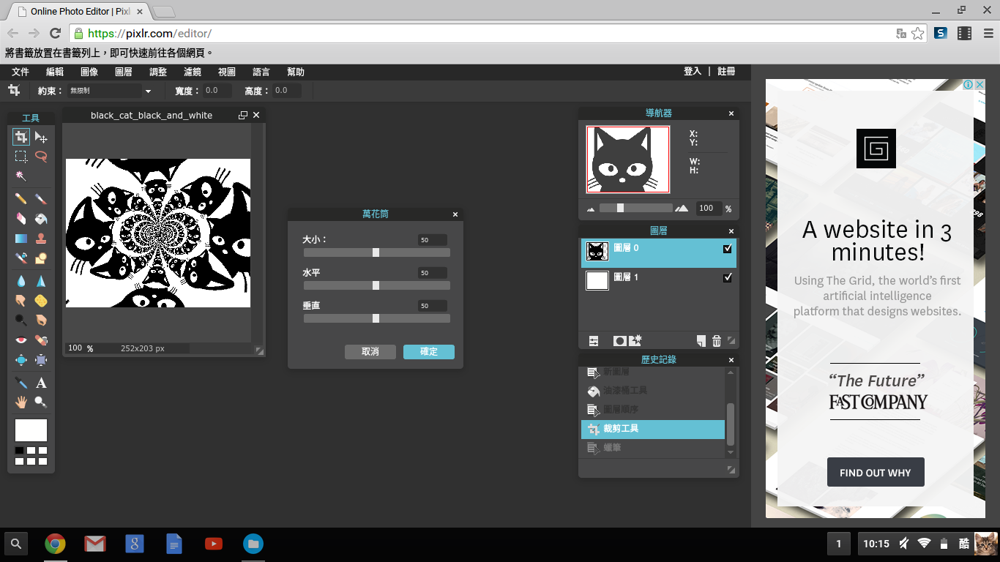 Online Photo Editor | Pixl
https://pixlr.com/editor/
將書籤放置在書籤列上，即可快速前往各個網頁。
文件 編輯 圖像 圖層 調整 濾鏡 視圖 語言 幫助 登入 | 註冊
約束： 無限制 寬度： 0.0 高度： 0.0
工具
black_cat_black_and_white
100 % 252x203 px
萬花筒
大小： 50
水平 50
垂直 50
取消 確定
導航器
X:
Y:
W:
H:
100 %
圖層
圖層 0
圖層 1
歷史記錄
新圖層
油漆桶工具
圖層順序
裁剪工具
蠟筆
A website in 3
minutes!
Using The Grid, the world's first
artificial intelligence
platform that designs websites.
“The Future”
FAST COMPANY
FIND OUT WHY
1 10:15 酷